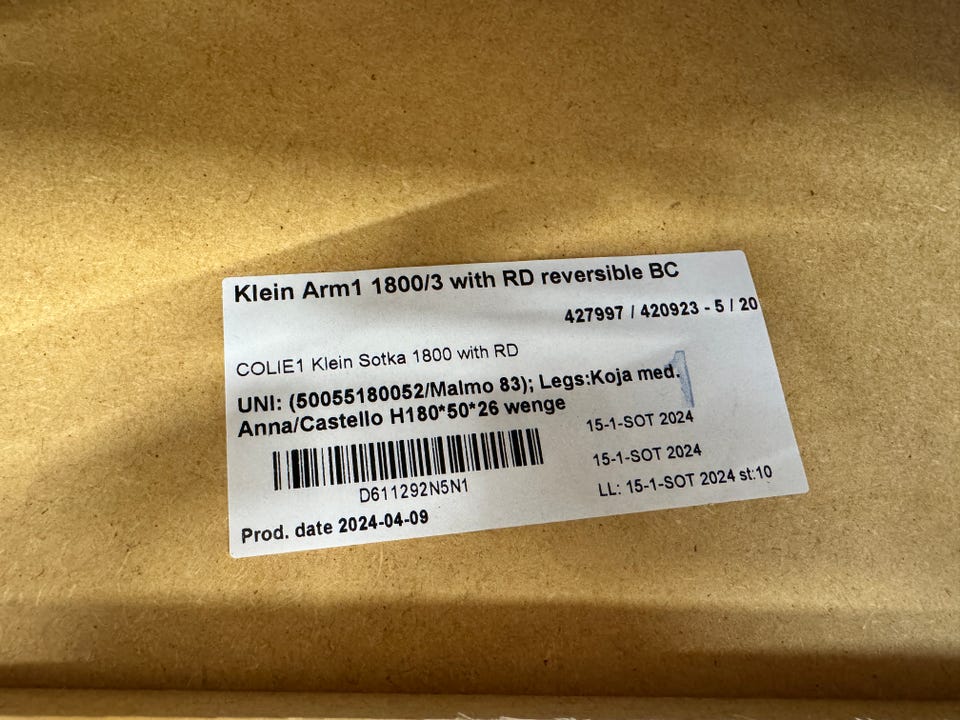 Klein Arm1 1800/3 with RD reversible BC
427997 / 420923 - 5 / 20
COLIE1 Klein Sotka 1800 with RD
UNI: (50055180052/Malmo 83); Legs:Koja med.
Anna/Castello H180*50*26 wenge
15-1-SOT 2024
15-1-SOT 2024
D611292N5N1
LL: 15-1-SOT 2024 st:10
Prod. date 2024-04-09